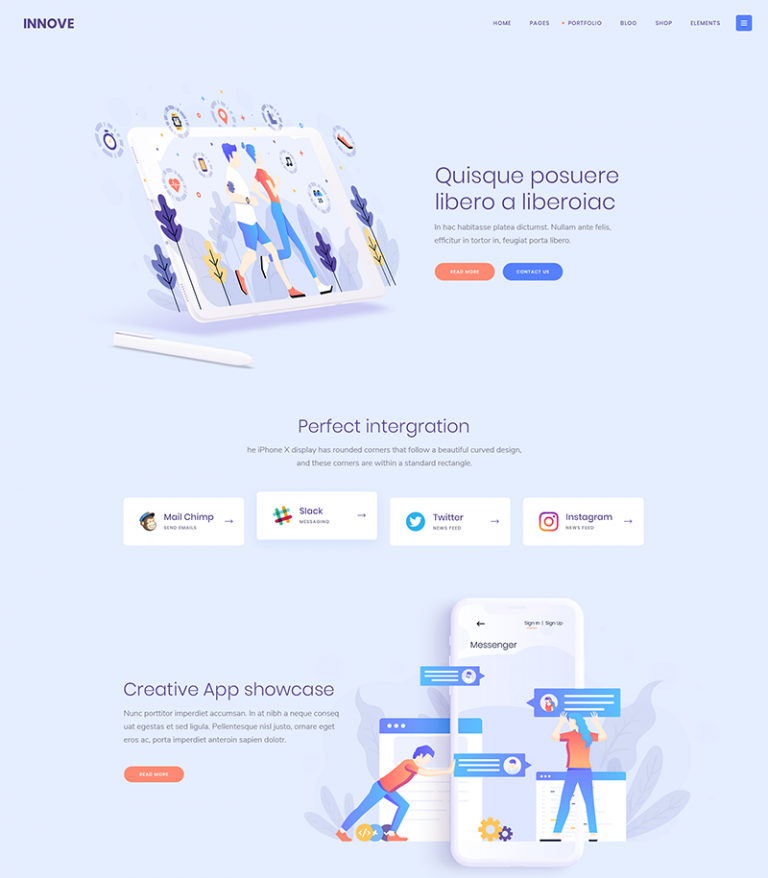 INNOVE
HOME PAGES PORTFOLIO BLOG SHOP ELEMENTS
Quisque posuere
libero a liberoiac
In hac habitasse platea dictumst. Nullam ante felis,
efficitur in tortor in, feugiat porta libero.
READ MORE CONTACT US
Perfect intergration
he iPhone X display has rounded corners that follow a beautiful curved design,
and these corners are within a standard rectangle.
Mail Chimp
SEND EMAILS
Slack
MESSAGING
Twitter
NEWS FEED
Instagram
NEWS FEED
Sign In | Sign Up
Messenger
Creative App showcase
Nunc porttitor imperdiet accumsan. In at nibh a neque conseq
uat egestas et sed ligula. Pellentesque nisl justo, ornare eget
eros ac, porta imperdiet anteroin sapien dolotr.
READ MORE